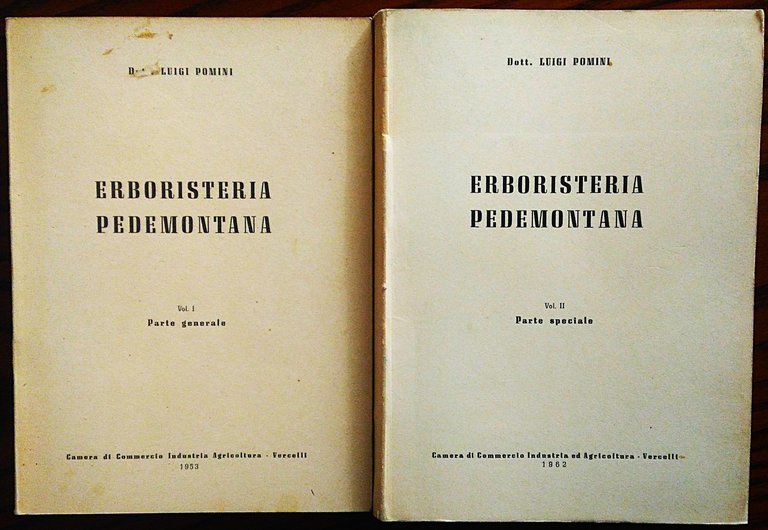 LUIGI POMINI
ERBORISTERIA
PEDEMONTANA
Vol. I
Parte generale
Camera di Commercio Industria Agricoltura - Vercelli
1953
Dott. LUIGI POMINI
ERBORISTERIA
PEDEMONTANA
Vol. II
Parte speciale
Camera di Commercio Industria ed Agricoltura - Vercelli
1962